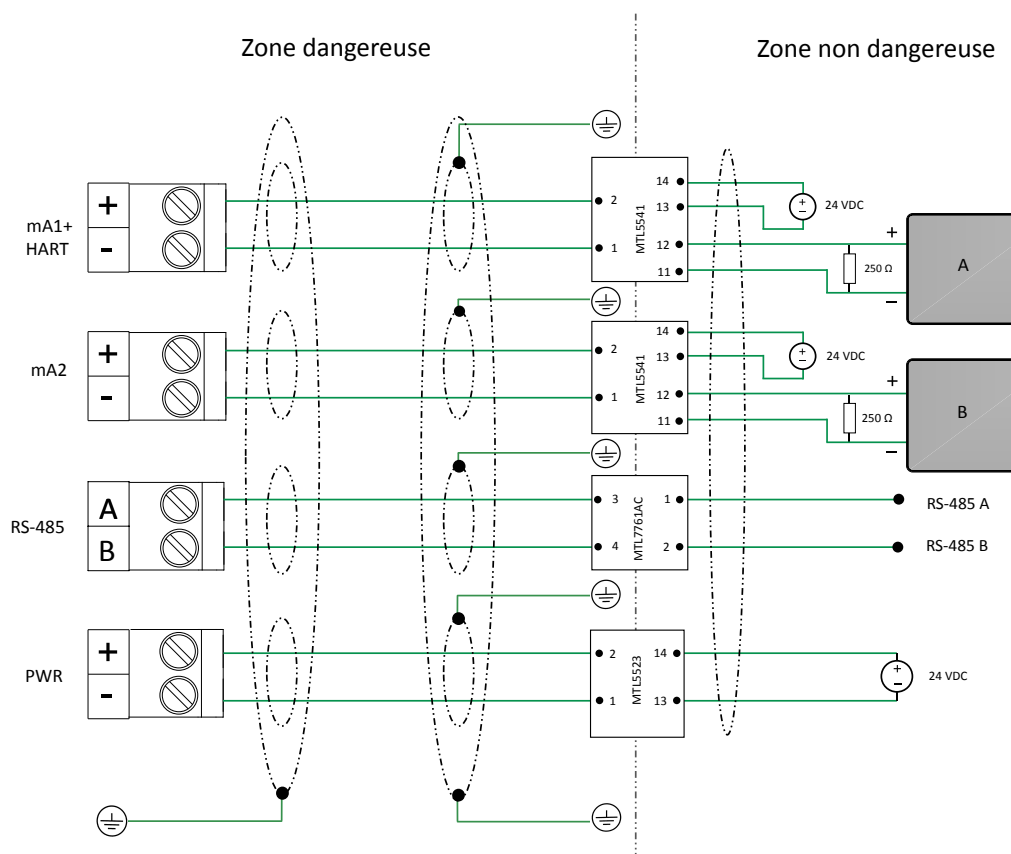 Zone dangereuse
Zone non dangereuse
mA1+
HART
+
-
2
1
MTL5541
14
13
12
11
+
-
24 VDC
250 Ω
+
–
A
mA2
+
-
2
1
MTL5541
14
13
12
11
+
-
24 VDC
250 Ω
+
–
B
RS-485
A
B
3
4
MTL7761AC
1
2
RS-485 A
RS-485 B
PWR
+
-
2
1
MTL5523
14
13
+
-
24 VDC